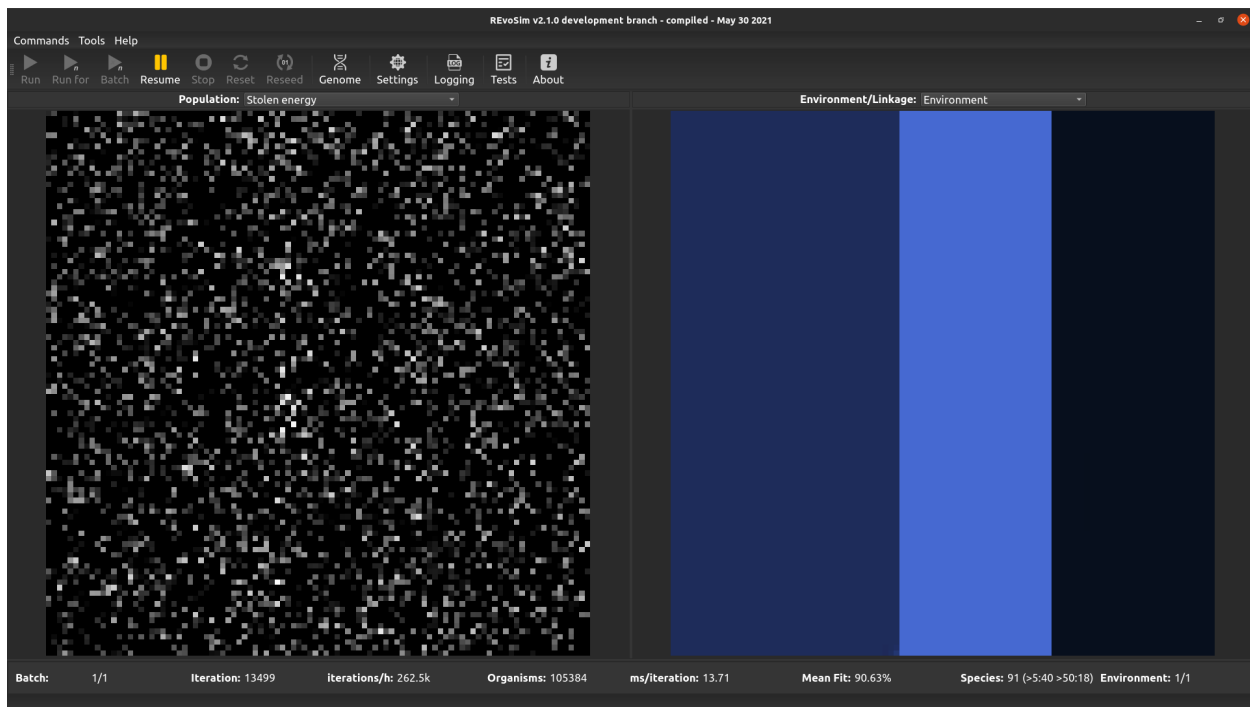 REvoSim v2.1.0 development branch - compiled - May 30 2021
Commands Tools Help
Run Run for Batch Resume Stop Reset Reseed Genome Settings Logging Tests About
Population: Stolen energy Environment/Linkage: Environment
Batch: 1/1 Iteration: 13499 iterations/h: 262.5k Organisms: 105384 ms/iteration: 13.71 Mean Fit: 90.63% Species: 91 (>5:40 >50:18) Environment: 1/1